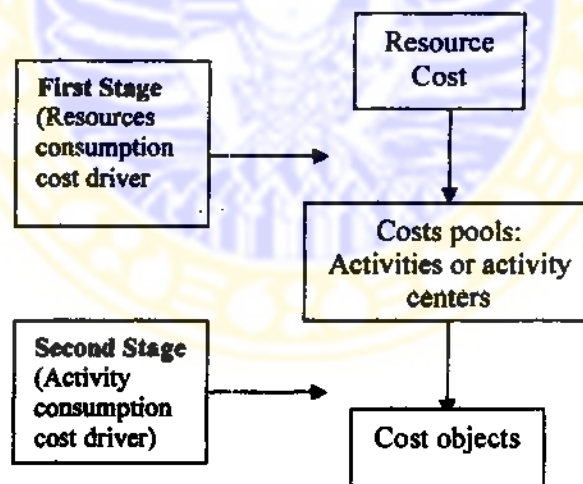 Resource
Cost
First Stage
(Resources
consumption
cost driver
Costs pools:
Activities or activity
centers
Second Stage
(Activity
consumption
cost driver)
Cost objects